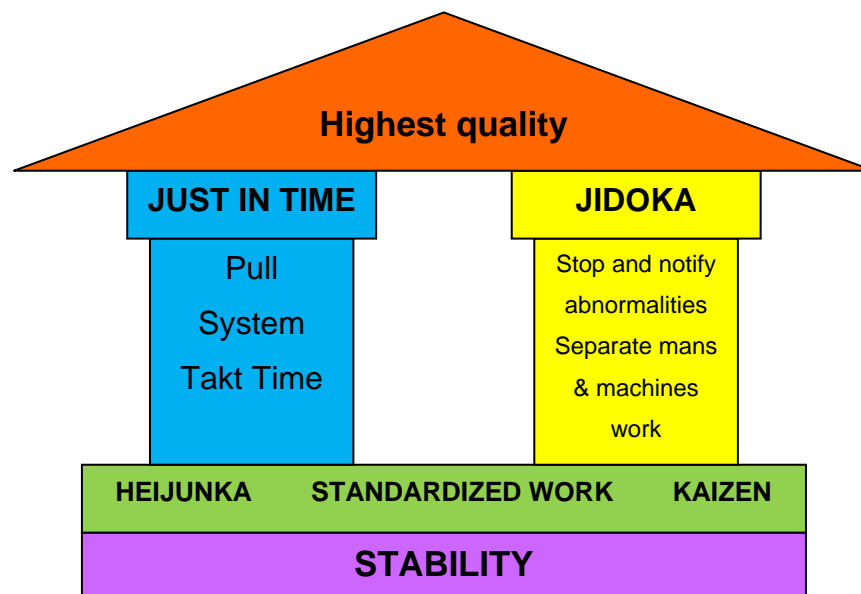 Highest quality
JUST IN TIME
Pull
System
Takt Time
JIDOKA
Stop and notify
abnormalities
Separate mans
& machines
work
HEIJUNKA STANDARDIZED WORK KAIZEN
STABILITY